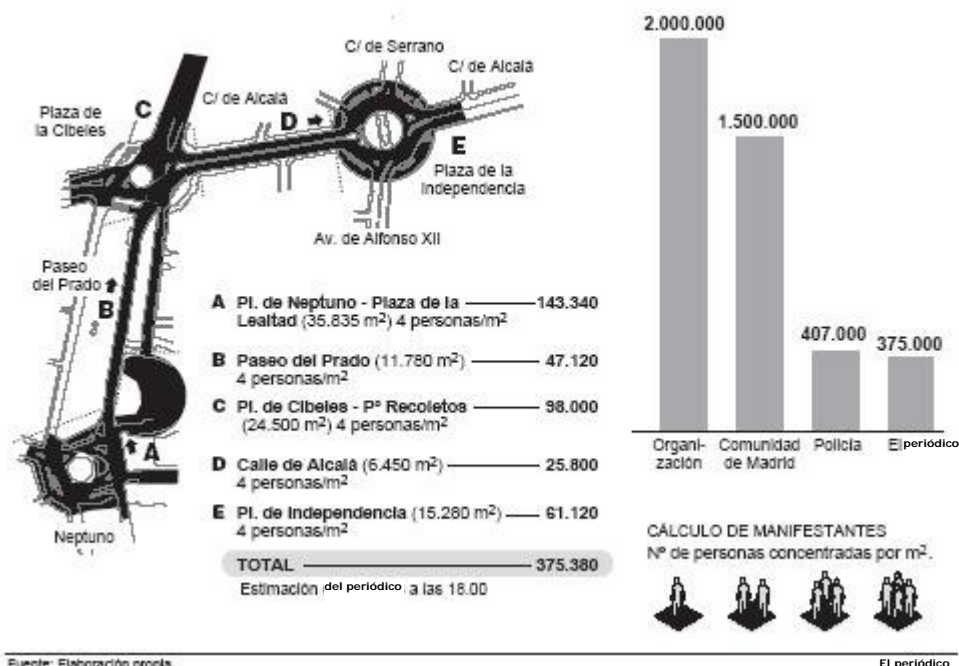 C/ de Serrano
C/ de Alcalá
C/ de Alcalá
Plaza de
la Cibeles
C
D
E
Plaza de la
Independencia
Av. de Alfonso XII
Paseo
del Prado
B
A
Neptuno
A Pl. de Neptuno - Plaza de la 143.340
Lealtad (35.835 m²) 4 personas/m²
B Paseo del Prado (11.780 m²) 47.120
4 personas/m²
C Pl. de Cibeles - Pº Recoletos 98.000
(24.500 m²) 4 personas/m²
D Calle de Alcalá (6.450 m²) 25.800
4 personas/m²
E Pl. de Independencia (15.280 m²) 61.120
4 personas/m²
TOTAL 375.380
Estimación del periódico a las 18.00
2.000.000
1.500.000
407.000
375.000
Organi-
zación
Comunidad
de Madrid
Policía
El periódico
CÁLCULO DE MANIFESTANTES
Nº de personas concentradas por m².
Fuente: Elaboración propia
El periódico